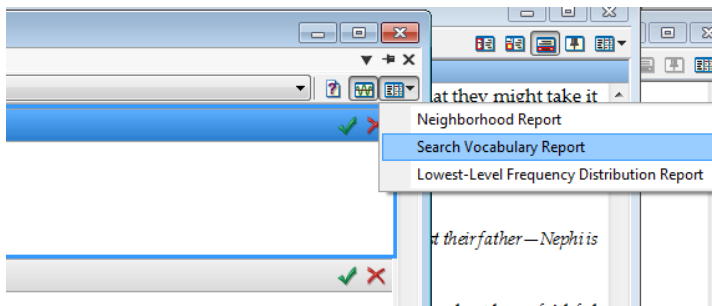 at they might take it
Neighborhood Report
Search Vocabulary Report
Lowest-Level Frequency Distribution Report
t their father—Nephi is